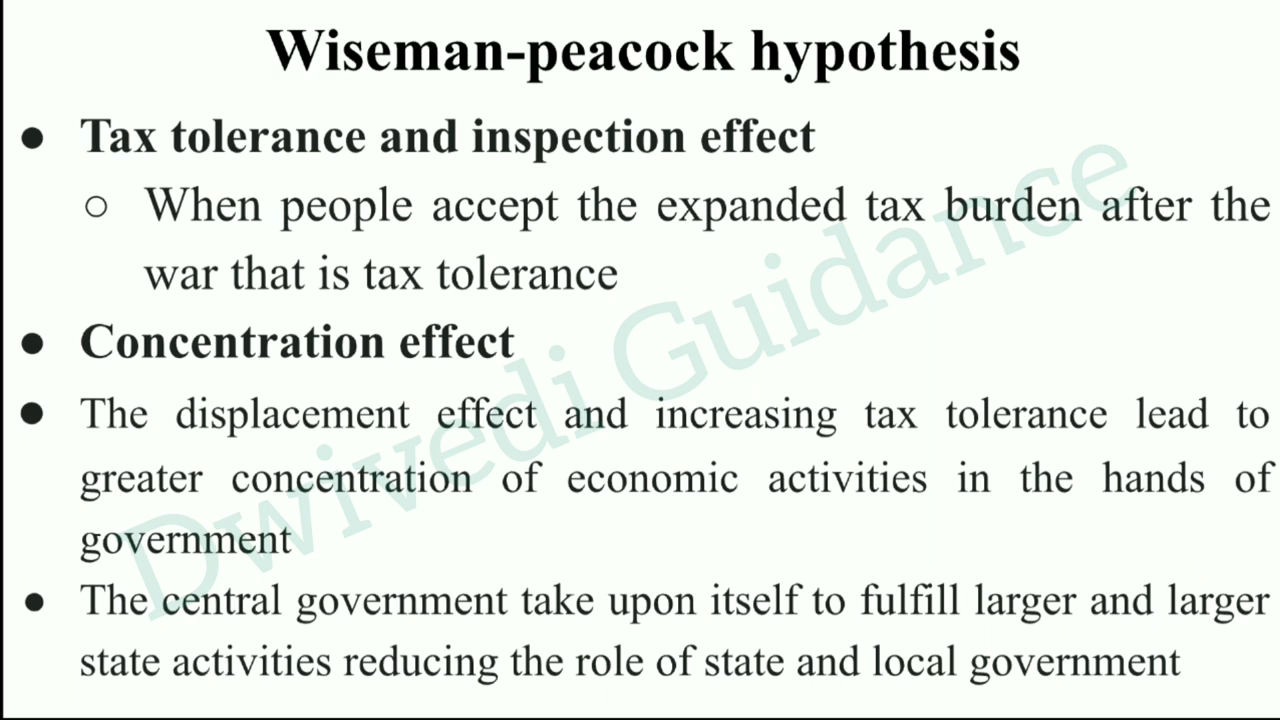 Wiseman-peacock hypothesis
● Tax tolerance and inspection effect
○ When people accept the expanded tax burden after the
war that is tax tolerance
● Concentration effect
● The displacement effect and increasing tax tolerance lead to
greater concentration of economic activities in the hands of
government
● The central government take upon itself to fulfill larger and larger
state activities reducing the role of state and local government
Dwivedi Guidance